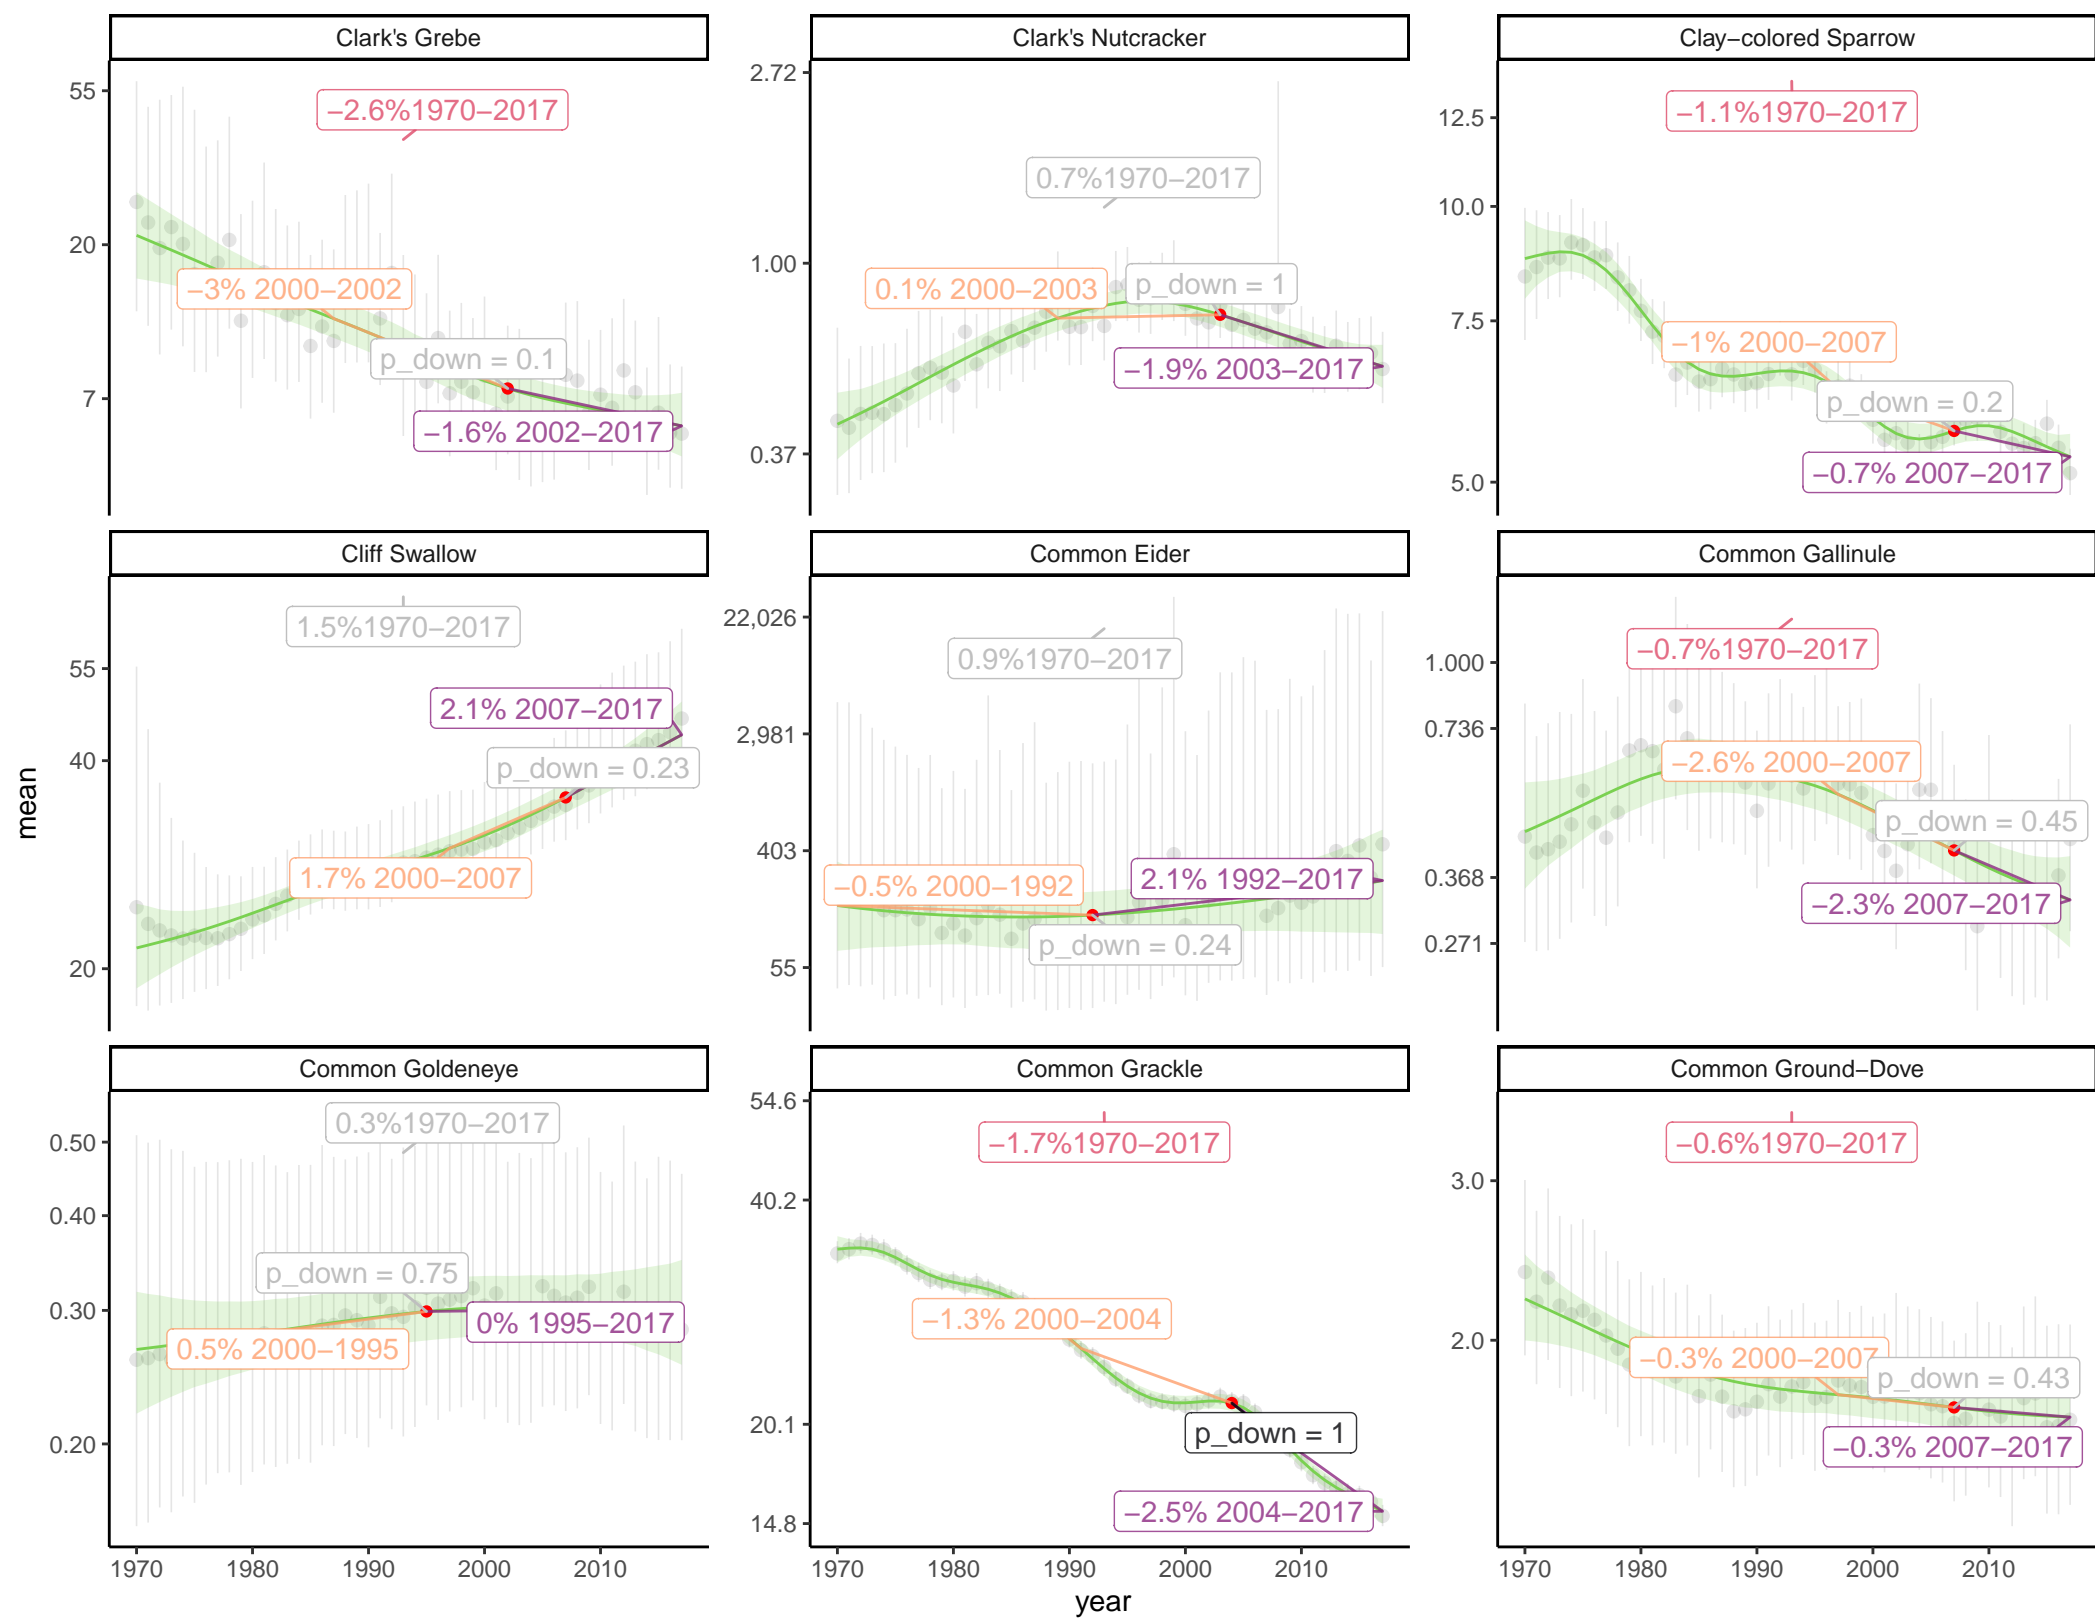 Clark's Grebe
Clark's Nutcracker
Clay−colored Sparrow
55
20
7
−2.6%1970−2017
−3% 2000−2002
p_down = 0.1
−1.6% 2002−2017
2.72
1.00
0.37
0.7%1970−2017
0.1% 2000−2003
p_down = 1
−1.9% 2003−2017
12.5
10.0
7.5
5.0
−1.1%1970−2017
−1% 2000−2007
p_down = 0.2
−0.7% 2007−2017
Cliff Swallow
Common Eider
Common Gallinule
mean
55
40
20
1.5%1970−2017
2.1% 2007−2017
p_down = 0.23
1.7% 2000−2007
22,026
2,981
403
55
0.9%1970−2017
−0.5% 2000−1992
2.1% 1992−2017
p_down = 0.24
1.000
0.736
0.368
0.271
−0.7%1970−2017
−2.6% 2000−2007
p_down = 0.45
−2.3% 2007−2017
Common Goldeneye
Common Grackle
Common Ground−Dove
0.50
0.40
0.30
0.20
0.3%1970−2017
p_down = 0.75
0% 1995−2017
0.5% 2000−1995
54.6
40.2
20.1
14.8
−1.7%1970−2017
−1.3% 2000−2004
p_down = 1
−2.5% 2004−2017
3.0
2.0
−0.6%1970−2017
−0.3% 2000−2007
p_down = 0.43
−0.3% 2007−2017
1970 1980 1990 2000 2010
1970 1980 1990 2000 2010
1970 1980 1990 2000 2010
year